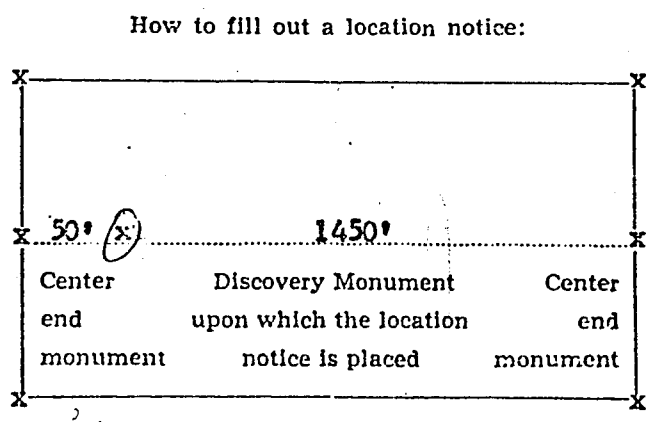 How to fill out a location notice:
X X
X 50' x 1450' X
Center Discovery Monument Center
end upon which the location end
monument notice is placed monument
X X